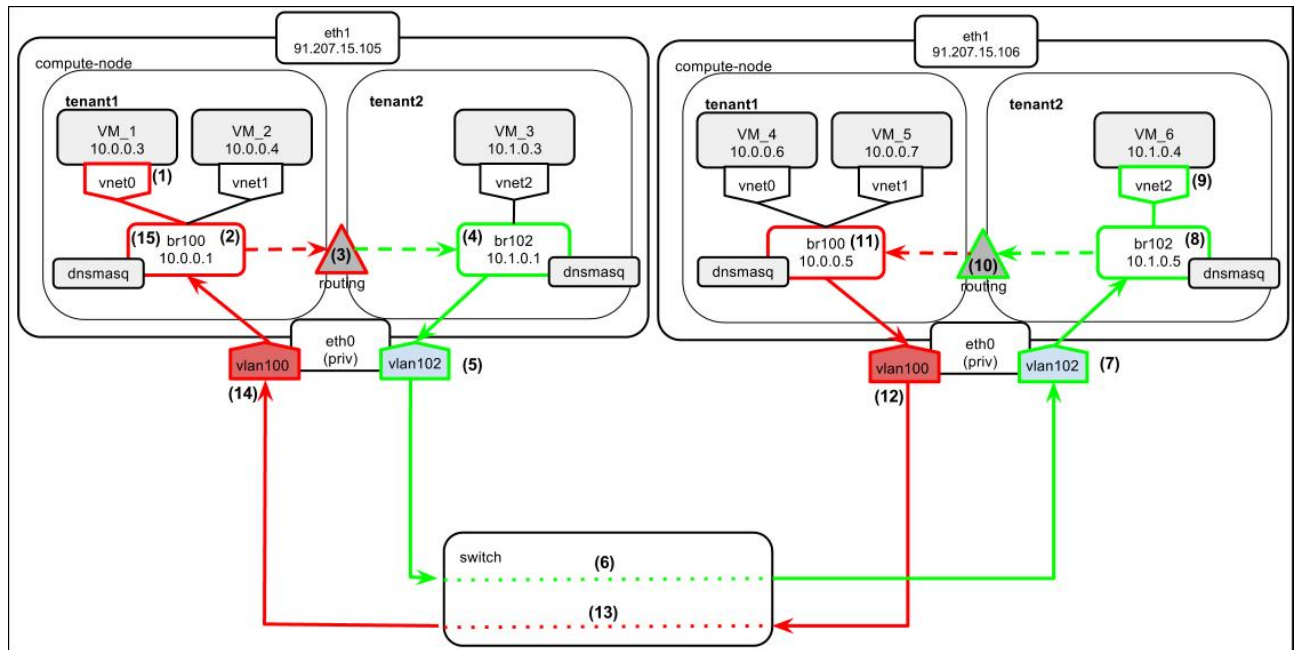 eth1
91.207.15.105
compute-node
tenant1
tenant2
VM_1
10.0.0.3
VM_2
10.0.0.4
VM_3
10.1.0.3
vnet0
(1)
vnet1
vnet2
(15)
(2)
br100
10.0.0.1
(3)
routing
(4)
br102
10.1.0.1
dnsmasq
dnsmasq
eth0
(priv)
vlan100
(14)
vlan102
(5)
eth1
91.207.15.106
compute-node
tenant1
tenant2
VM_4
10.0.0.6
VM_5
10.0.0.7
VM_6
10.1.0.4
vnet0
vnet1
vnet2
(9)
br100
10.0.0.5
(11)
(10)
routing
br102
10.1.0.5
(8)
dnsmasq
dnsmasq
eth0
(priv)
vlan100
(12)
vlan102
(7)
switch
(6)
(13)